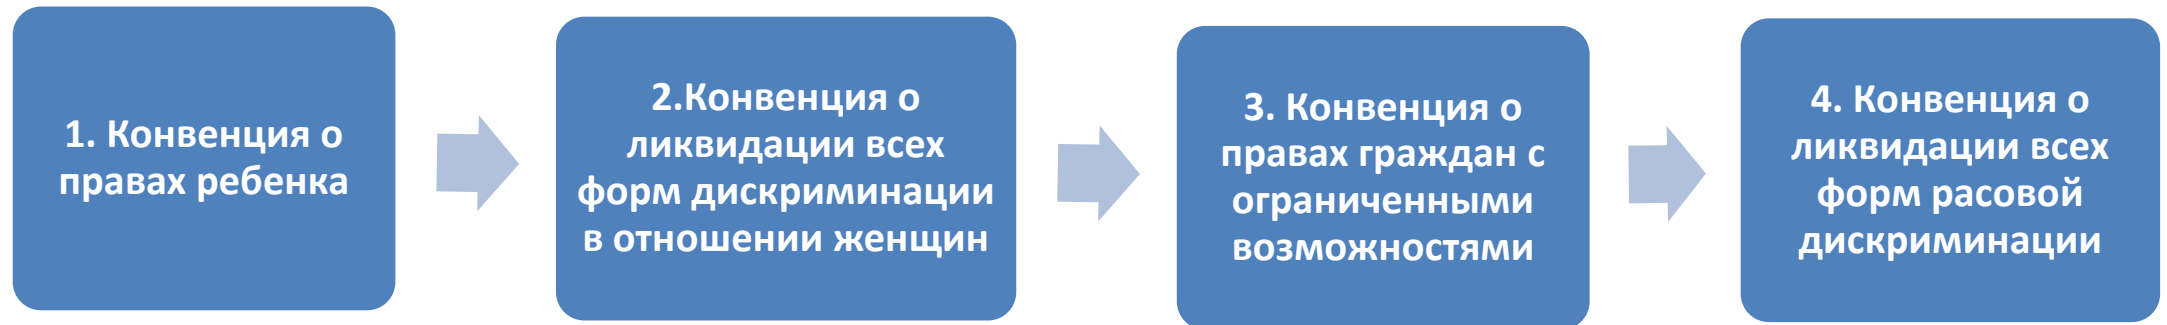 1. Конвенция о
правах ребенка
2.Конвенция о
ликвидации всех
форм дискриминации
в отношении женщин
3. Конвенция о
правах граждан с
ограниченными
возможностями
4. Конвенция о
ликвидации всех
форм расовой
дискриминации